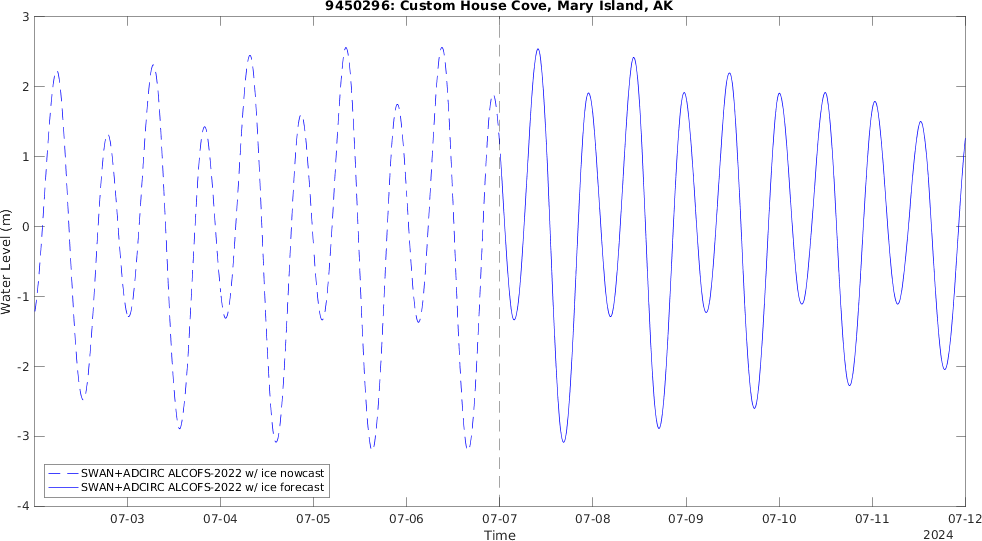 9450296: Custom House Cove, Mary Island, AK
3
2
1
0
-1
-2
-3
-4
Water Level (m)
SWAN+ADCIRC ALCOFS-2022 w/ ice nowcast
SWAN+ADCIRC ALCOFS-2022 w/ ice forecast
07-03 07-04 07-05 07-06 07-07 07-08 07-09 07-10 07-11 07-12
Time
2024